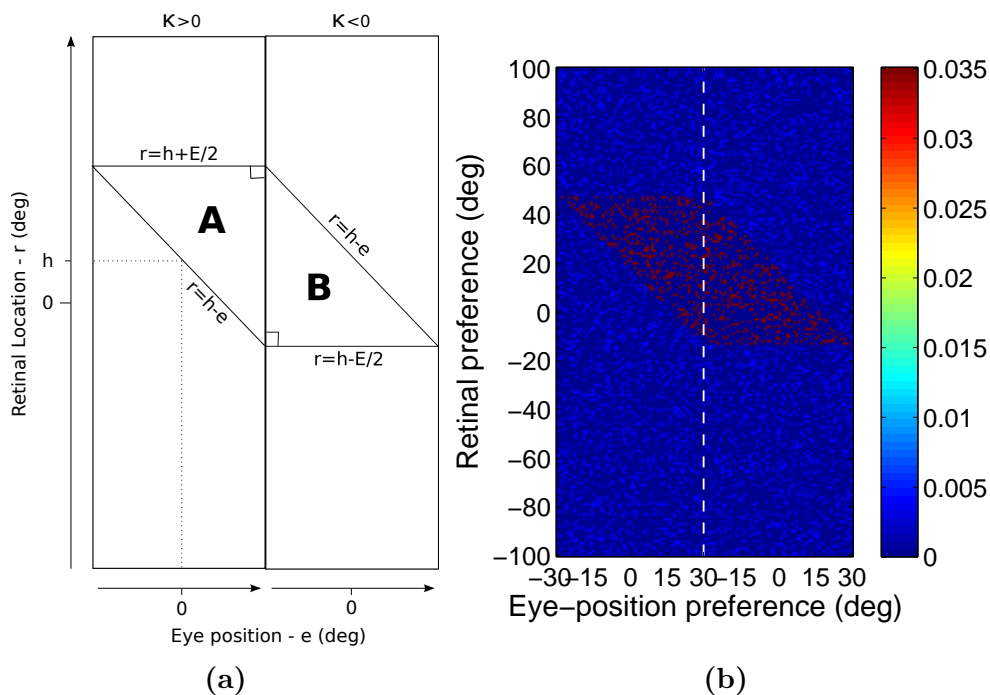 K>0
K<0
r=h+E/2
A
r=h-e
r=h-e
B
r=h-E/2
h
0
Retinal Location - r (deg)
0
0
Eye position - e (deg)
(a)
100
80
60
40
20
0
−20
−40
−60
−80
−100
Retinal preference (deg)
−30 −15 0 15 30 −15 0 15 30
Eye−position preference (deg)
0.035
0.03
0.025
0.02
0.015
0.01
0.005
0
(b)